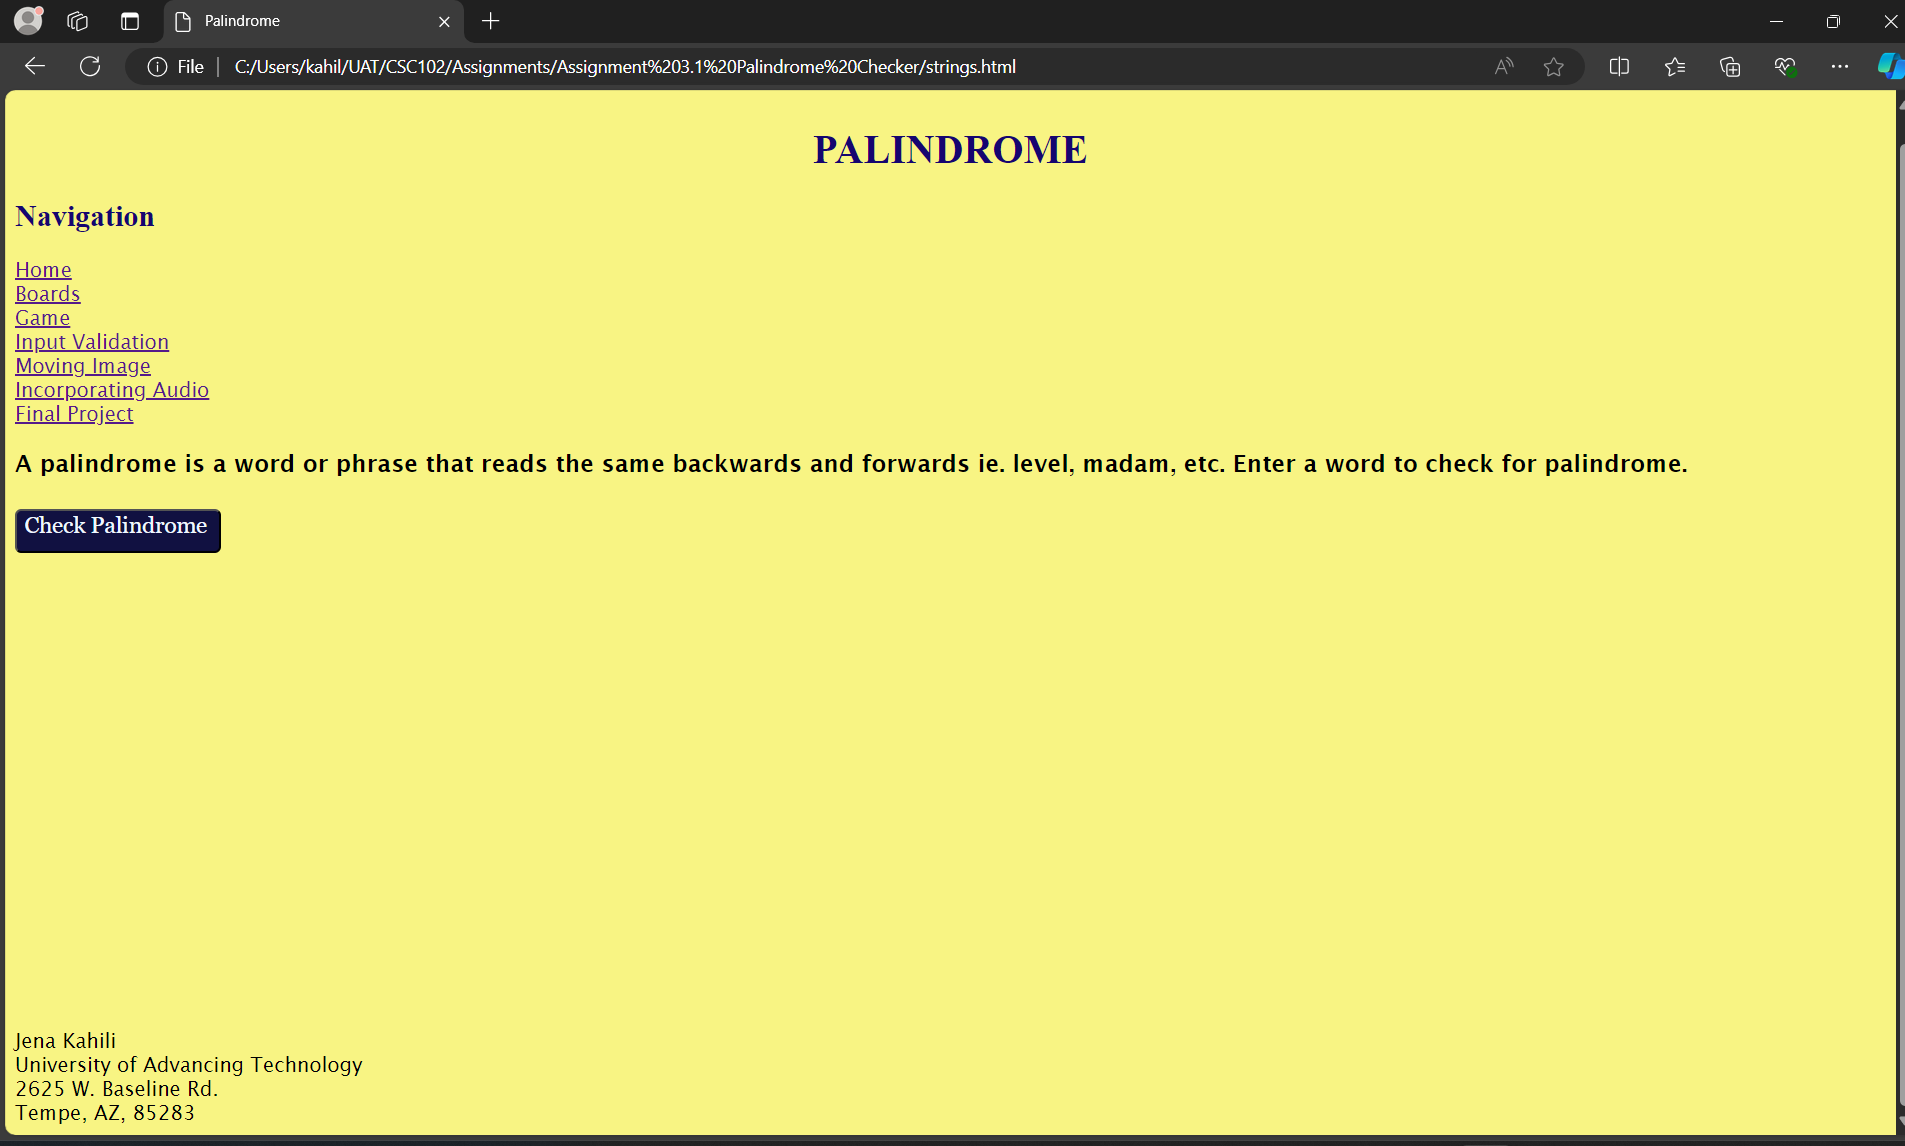 Palindrome
File
C:/Users/kahil/UAT/CSC102/Assignments/Assignment%203.1%20Palindrome%20Checker/strings.html
PALINDROME
Navigation
Home
Boards
Game
Input Validation
Moving Image
Incorporating Audio
Final Project
A palindrome is a word or phrase that reads the same backwards and forwards ie. level, madam, etc. Enter a word to check for palindrome.
Check Palindrome
Jena Kahili
University of Advancing Technology
2625 W. Baseline Rd.
Tempe, AZ, 85283